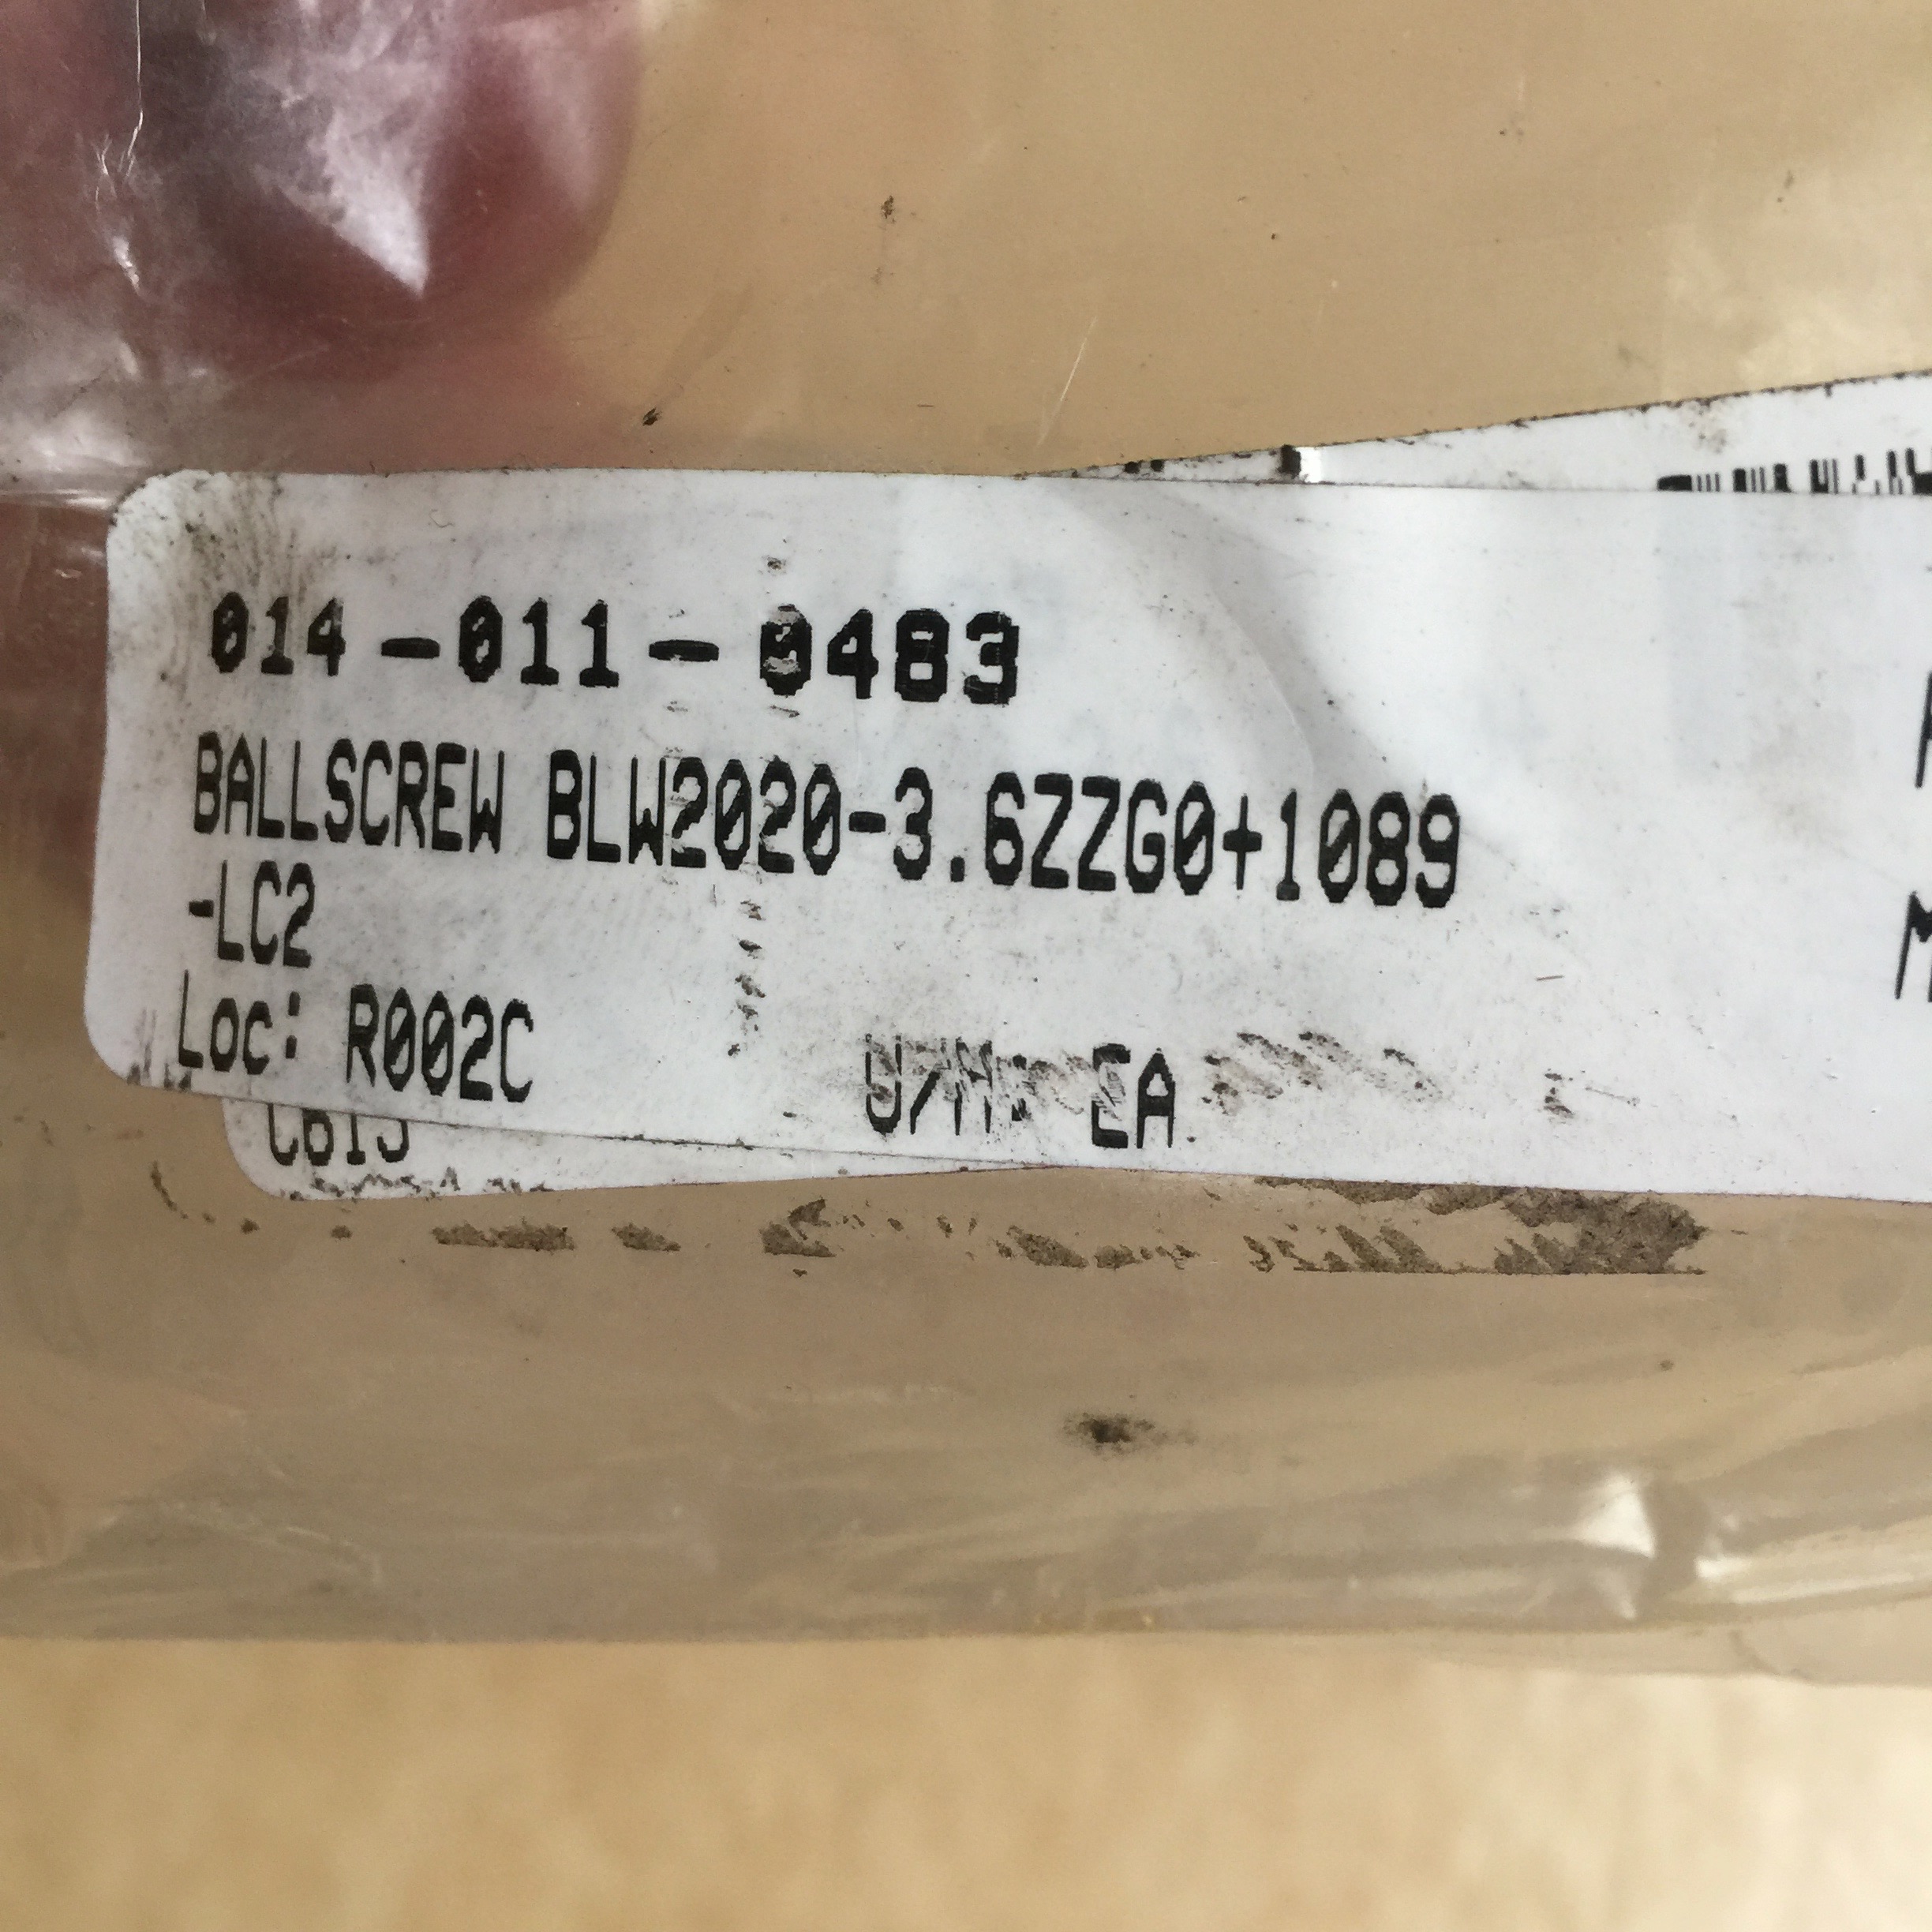 014-011-0483
BALLSCREW BLW2020-3.6ZZG0+1089
-LC2
Loc: R002C U/M: EA